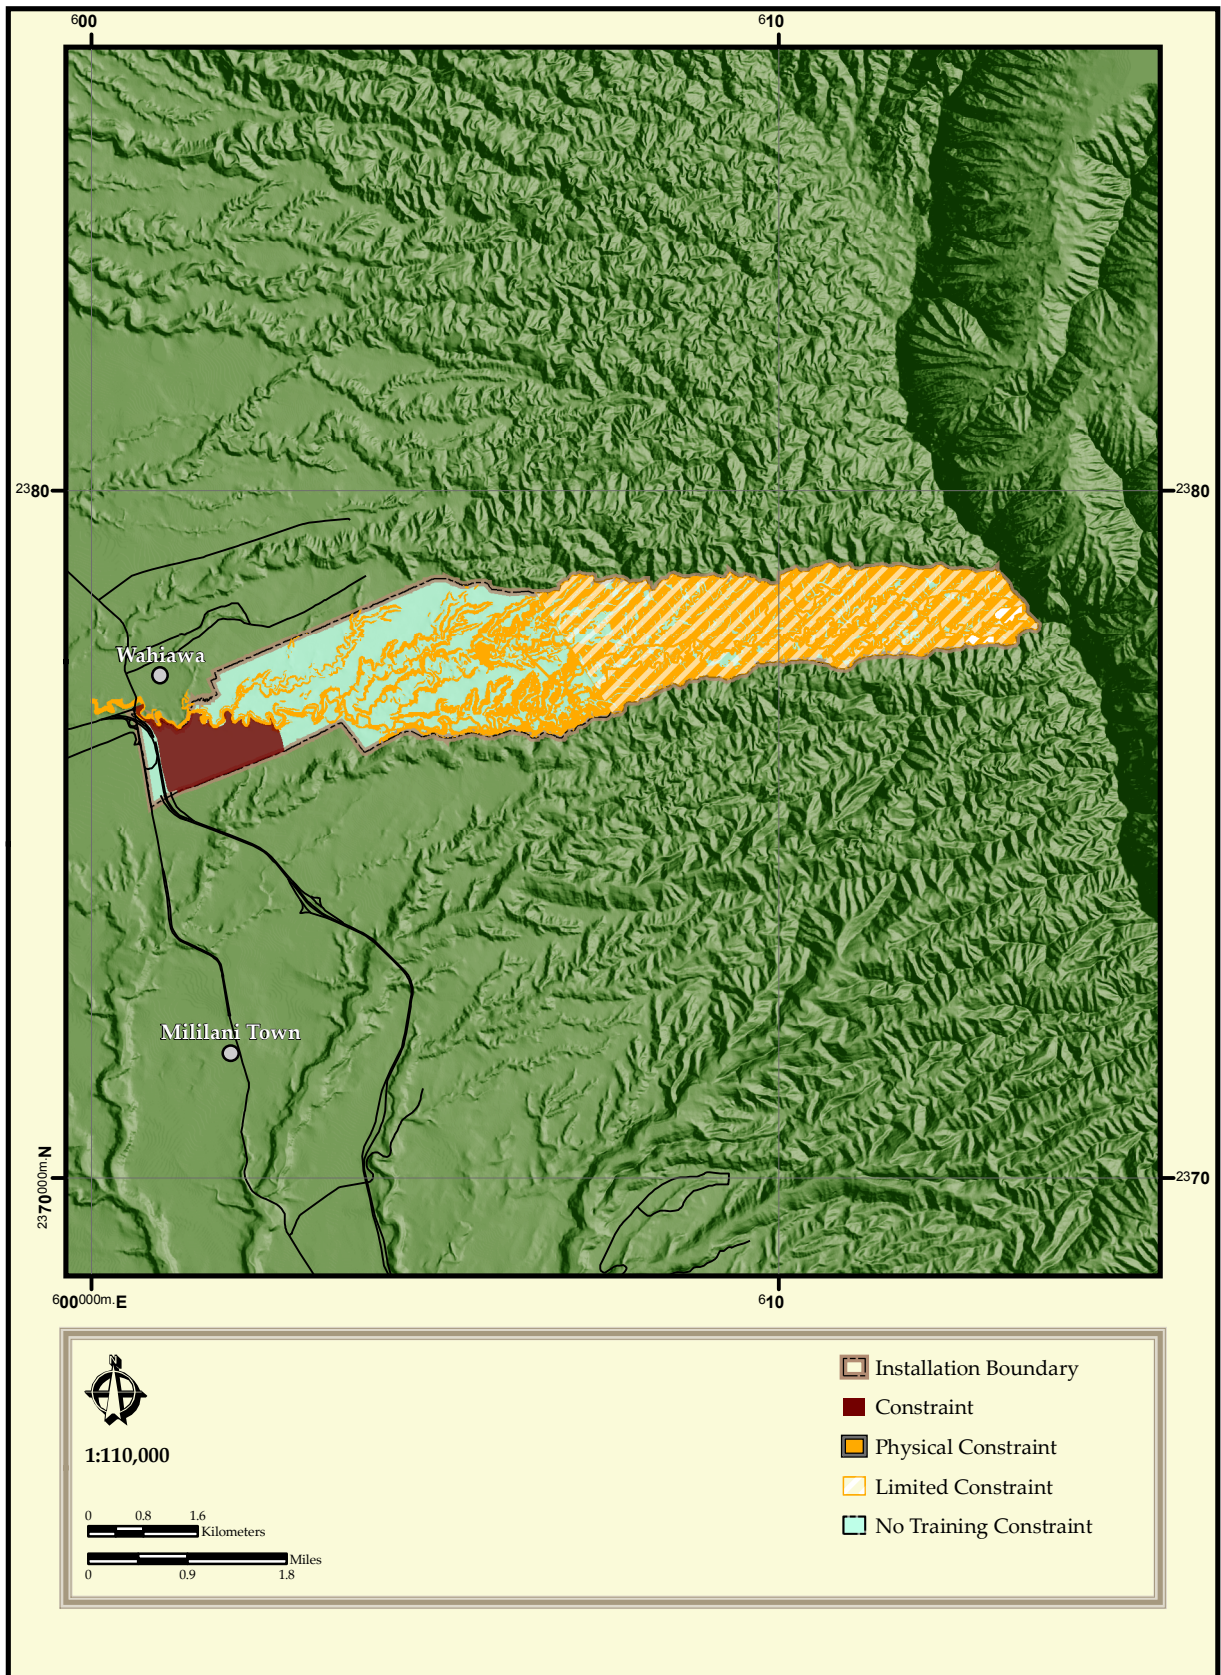 600
610
2380
2380
Wahiawa
Mililani Town
2370000m.N
2370
600000m.E
610
N
1:110,000
0 0.8 1.6
Kilometers
Miles
0 0.9 1.8
Installation Boundary
Constraint
Physical Constraint
Limited Constraint
No Training Constraint